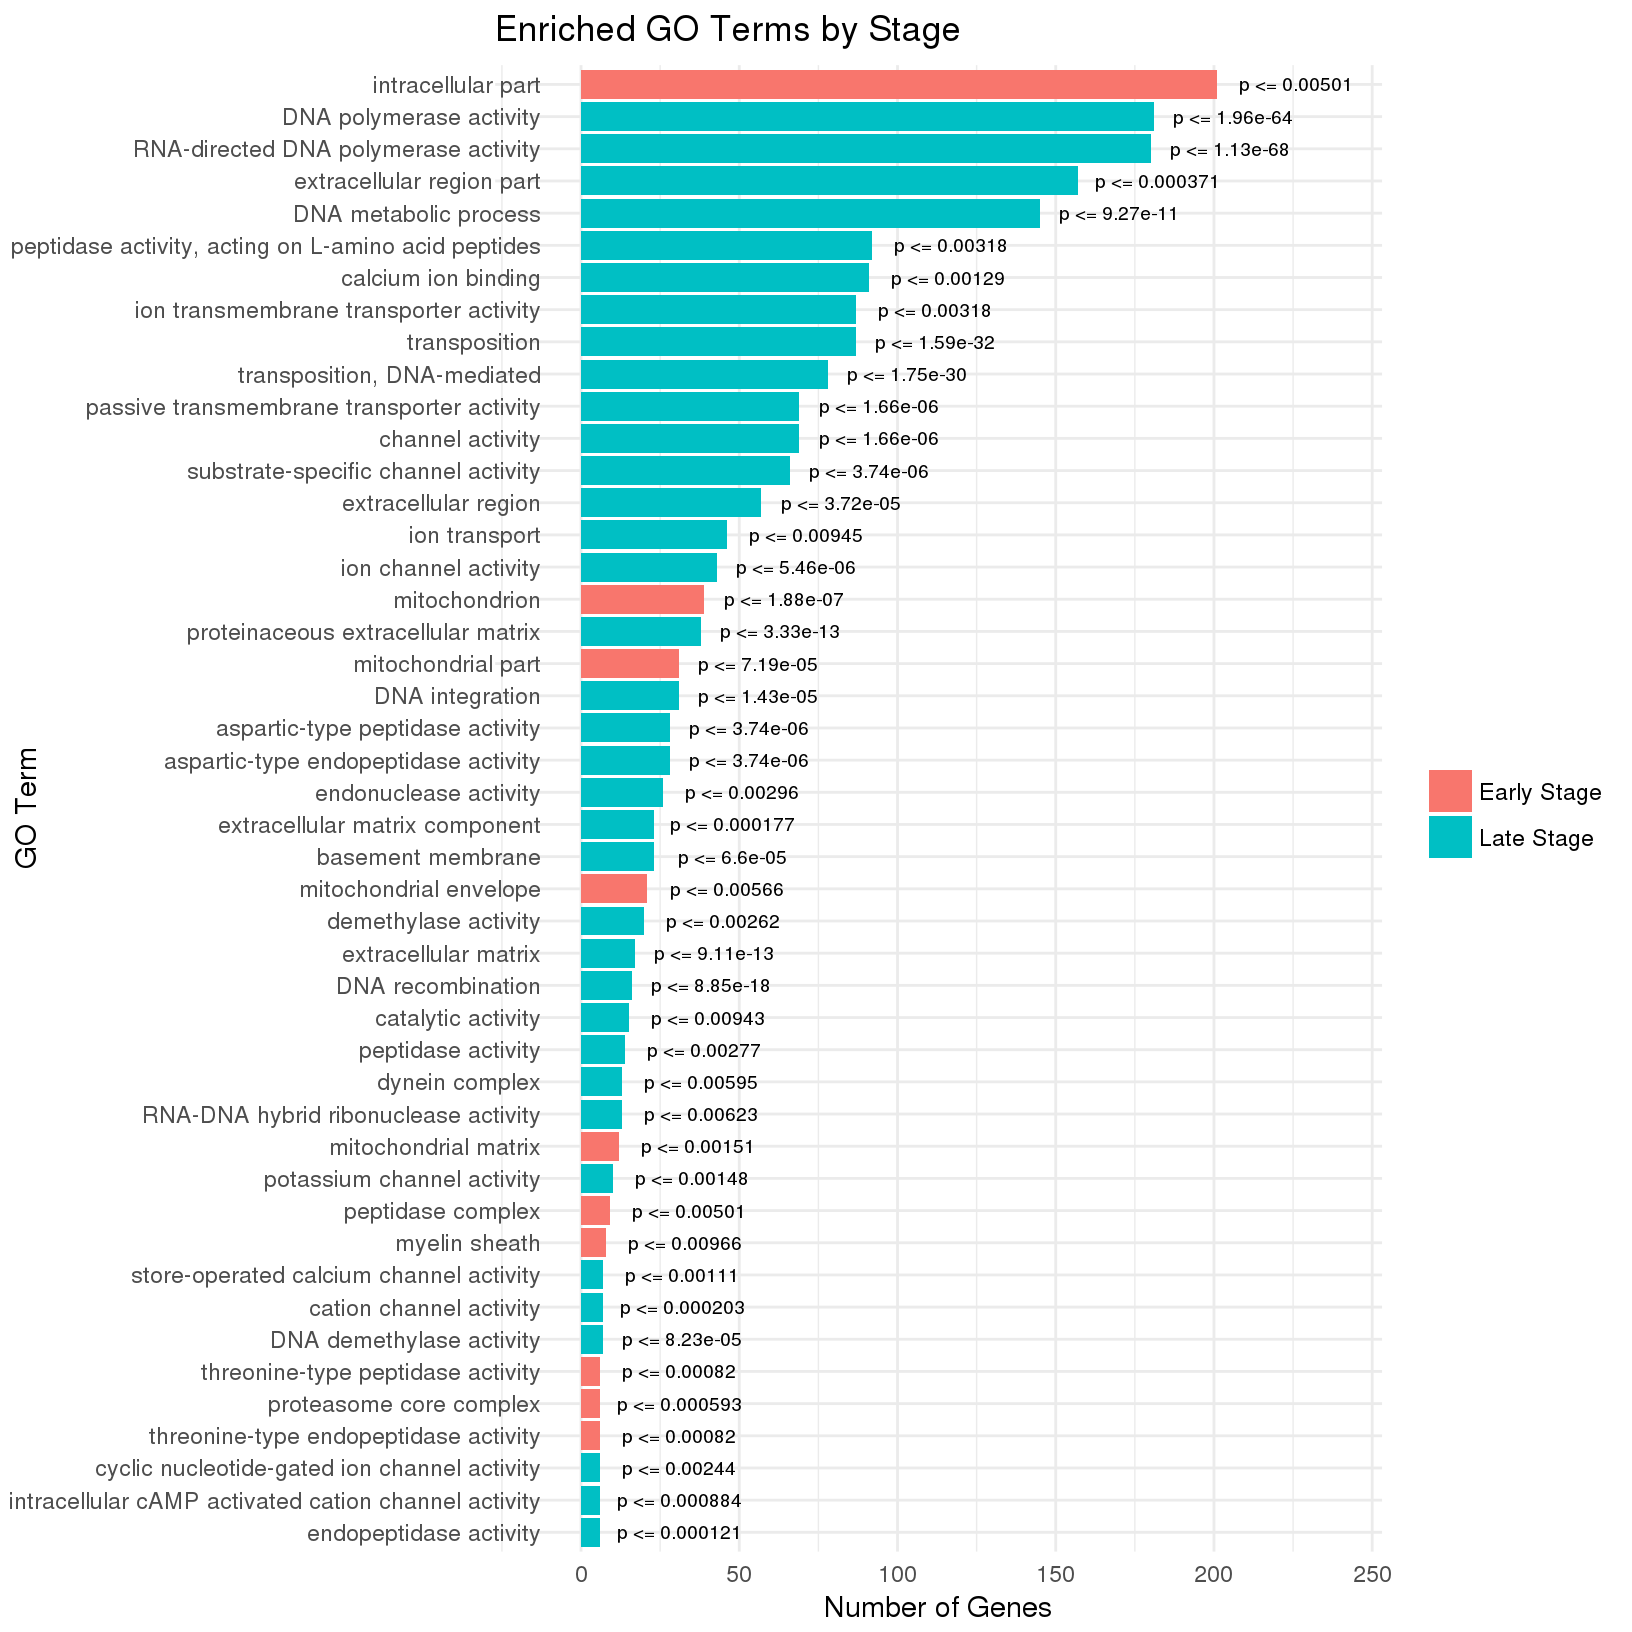 Enriched GO Terms by Stage
intracellular part p <= 0.00501
DNA polymerase activity p <= 1.96e-64
RNA-directed DNA polymerase activity p <= 1.13e-68
extracellular region part p <= 0.000371
DNA metabolic process p <= 9.27e-11
peptidase activity, acting on L-amino acid peptides p <= 0.00318
calcium ion binding p <= 0.00129
ion transmembrane transporter activity p <= 0.00318
transposition p <= 1.59e-32
transposition, DNA-mediated p <= 1.75e-30
passive transmembrane transporter activity p <= 1.66e-06
channel activity p <= 1.66e-06
substrate-specific channel activity p <= 3.74e-06
extracellular region p <= 3.72e-05
ion transport p <= 0.00945
ion channel activity p <= 5.46e-06
mitochondrion p <= 1.88e-07
proteinaceous extracellular matrix p <= 3.33e-13
mitochondrial part p <= 7.19e-05
DNA integration p <= 1.43e-05
aspartic-type peptidase activity p <= 3.74e-06
aspartic-type endopeptidase activity p <= 3.74e-06
endonuclease activity p <= 0.00296
extracellular matrix component p <= 0.000177
basement membrane p <= 6.6e-05
mitochondrial envelope p <= 0.00566
demethylase activity p <= 0.00262
extracellular matrix p <= 9.11e-13
DNA recombination p <= 8.85e-18
catalytic activity p <= 0.00943
peptidase activity p <= 0.00277
dynein complex p <= 0.00595
RNA-DNA hybrid ribonuclease activity p <= 0.00623
mitochondrial matrix p <= 0.00151
potassium channel activity p <= 0.00148
peptidase complex p <= 0.00501
myelin sheath p <= 0.00966
store-operated calcium channel activity p <= 0.00111
cation channel activity p <= 0.000203
DNA demethylase activity p <= 8.23e-05
threonine-type peptidase activity p <= 0.00082
proteasome core complex p <= 0.000593
threonine-type endopeptidase activity p <= 0.00082
cyclic nucleotide-gated ion channel activity p <= 0.00244
intracellular cAMP activated cation channel activity p <= 0.000884
endopeptidase activity p <= 0.000121
0 50 100 150 200 250
Number of Genes
GO Term
Early Stage
Late Stage